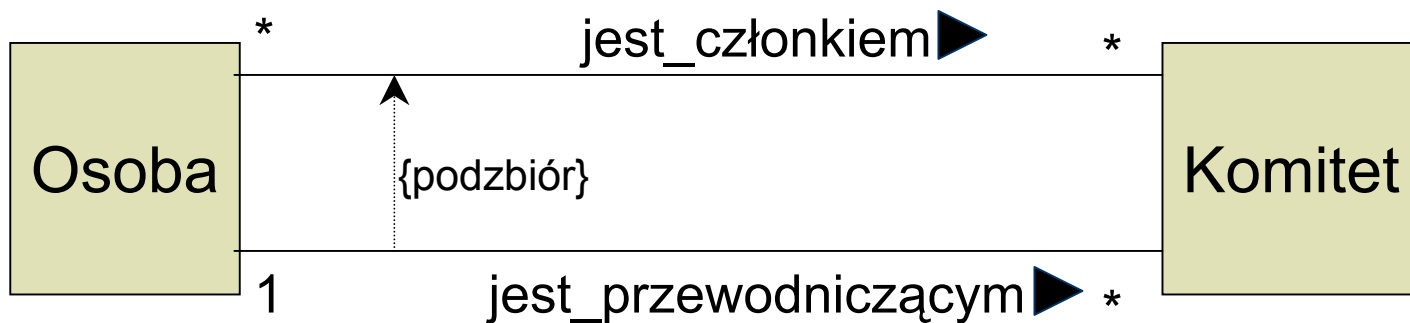 * jest_członkiem *
Osoba {podzbiór} Komitet
1 jest_przewodniczącym *